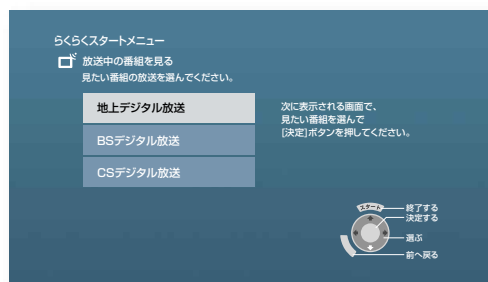 らくらくスタートメニュー
放送中の番組を見る
見たい番組の放送を選んでください。
地上デジタル放送
BSデジタル放送
CSデジタル放送
次に表示される画面で、
見たい番組を選んで
[決定]ボタンを押してください。
スタート
終了する
決定する
選ぶ
前へ戻る